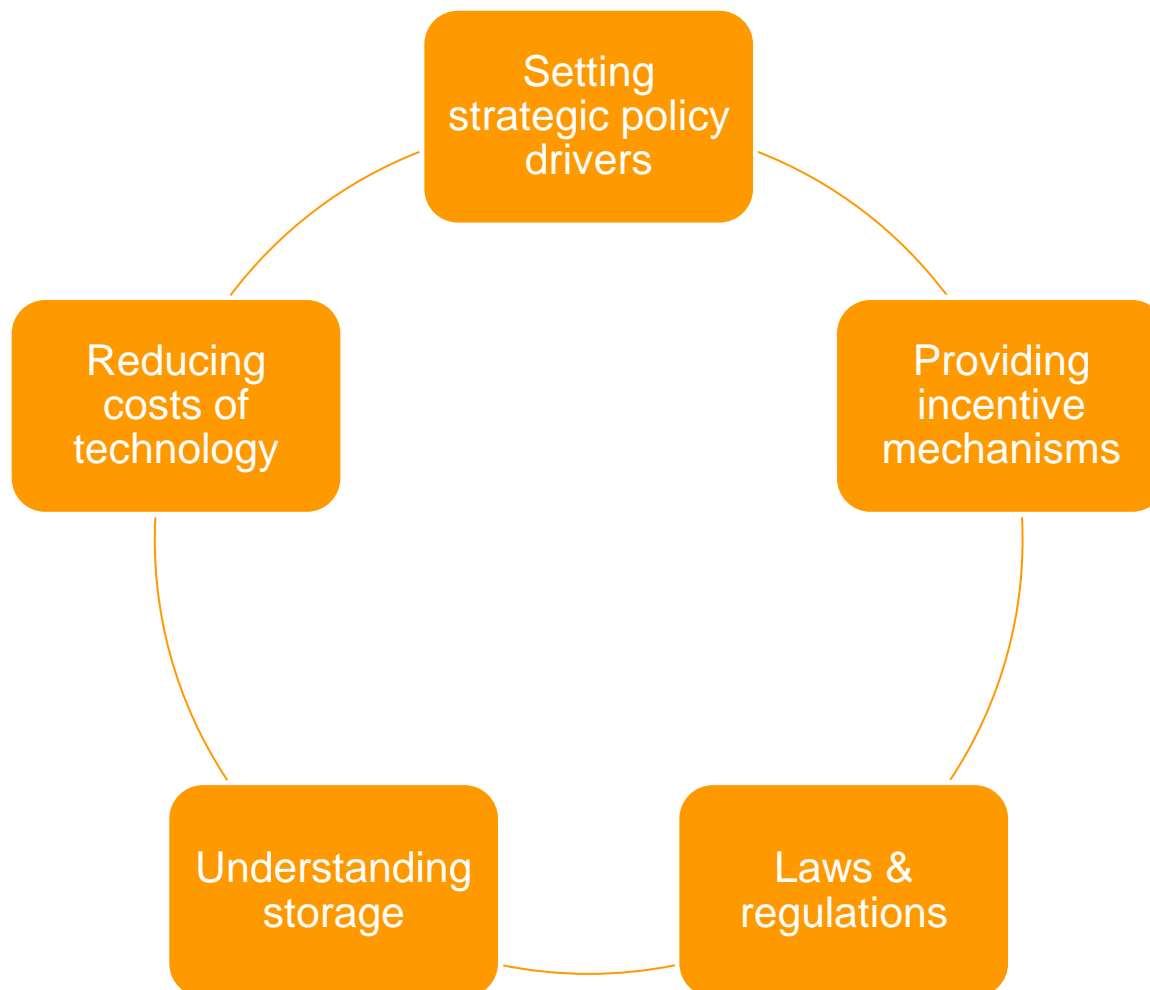 Setting
strategic policy
drivers
Providing
incentive
mechanisms
Laws &
regulations
Understanding
storage
Reducing
costs of
technology